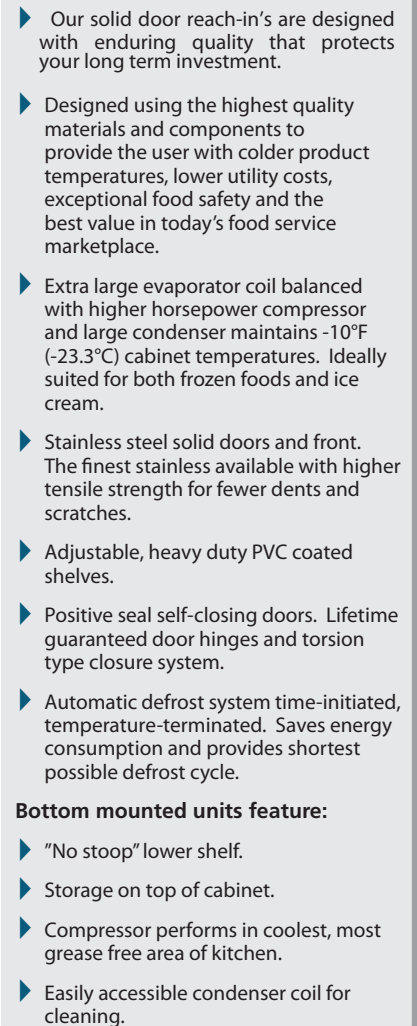 Our solid door reach-in's are designed
with enduring quality that protects
your long term investment.
Designed using the highest quality
materials and components to
provide the user with colder product
temperatures, lower utility costs,
exceptional food safety and the
best value in today's food service
marketplace.
Extra large evaporator coil balanced
with higher horsepower compressor
and large condenser maintains -10°F
(-23.3°C) cabinet temperatures.  Ideally
suited for both frozen foods and ice
cream.
Stainless steel solid doors and front.
The finest stainless available with higher
tensile strength for fewer dents and
scratches.
Adjustable, heavy duty PVC coated
shelves.
Positive seal self-closing doors.  Lifetime
guaranteed door hinges and torsion
type closure system.
Automatic defrost system time-initiated,
temperature-terminated.  Saves energy
consumption and provides shortest
possible defrost cycle.
Bottom mounted units feature:
"No stoop" lower shelf.
Storage on top of cabinet.
Compressor performs in coolest, most
grease free area of kitchen.
Easily accessible condenser coil for
cleaning.